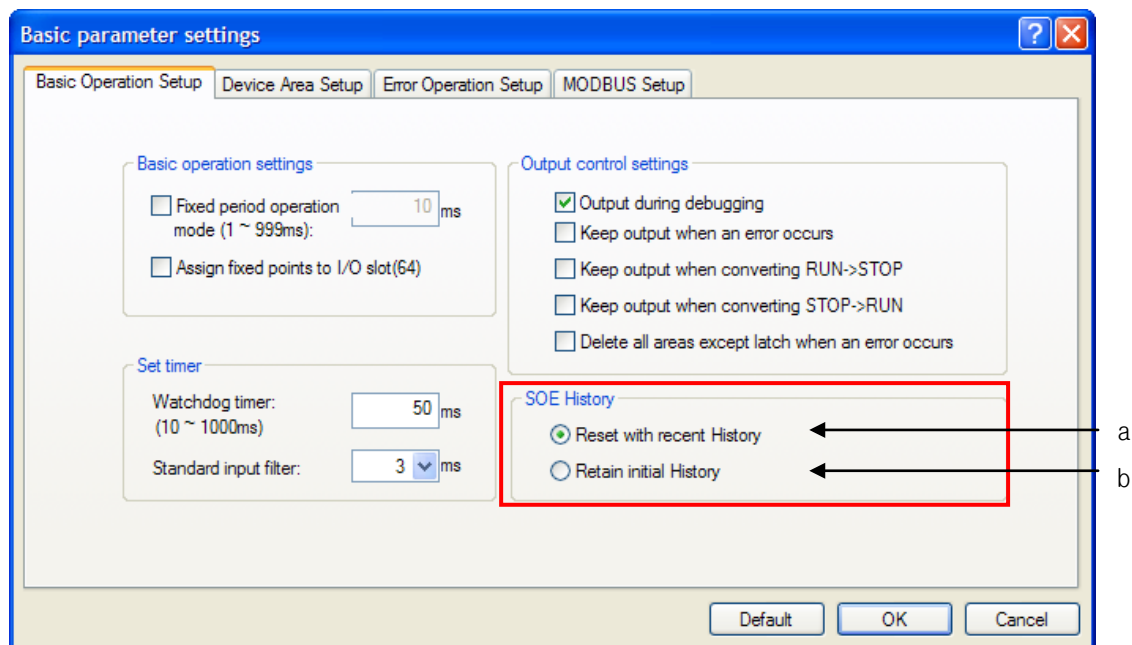 Basic parameter settings
Basic Operation Setup
Device Area Setup
Error Operation Setup
MODBUS Setup
Basic operation settings
Fixed period operation
mode (1 ~ 999ms):
10 ms
Assign fixed points to I/O slot(64)
Output control settings
Output during debugging
Keep output when an error occurs
Keep output when converting RUN->STOP
Keep output when converting STOP->RUN
Delete all areas except latch when an error occurs
Set timer
Watchdog timer:
(10 ~ 1000ms)
50 ms
Standard input filter:
3 ms
SOE History
Reset with recent History
a
Retain initial History
b
Default
OK
Cancel